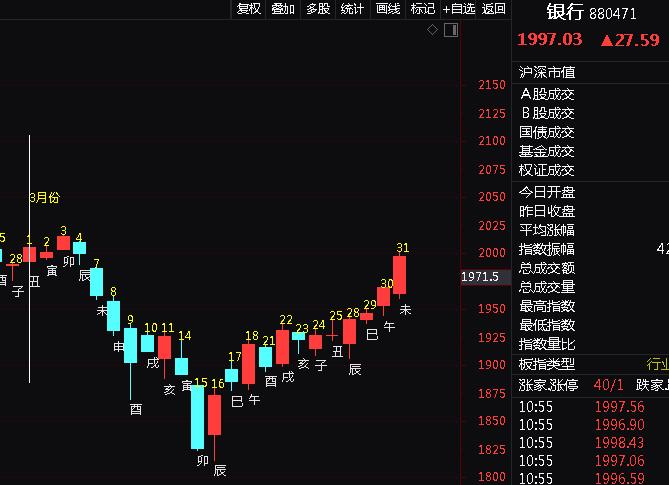 复权 叠加 多股 统计 画线 标记 +自选 返回
银行 880471
1997.03 ▲27.59
沪深市值
A股成交
B股成交
国债成交
基金成交
权证成交
今日开盘
昨日收盘
平均涨幅
指数振幅 42
总成交额
总成交量
最高指数
最低指数
指数量比
板指类型 行业
涨家.涨停 40/1 跌家.
10:55 1997.56
10:55 1996.90
10:55 1998.43
10:55 1997.06
10:55 1996.59
2150
2125
2100
2075
2050
2025
2000
1971.5
1950
1925
1900
1875
1850
1825
1800
3月份
5 28 1 2 3 4 7 8 9 10 11 14 15 16 17 18 21 22 23 24 25 28 29 30 31
酉 子 丑 寅 卯 辰 未 申 酉 戌 亥 寅 卯 辰 巳 午 酉 戌 亥 子 丑 辰 巳 午 未